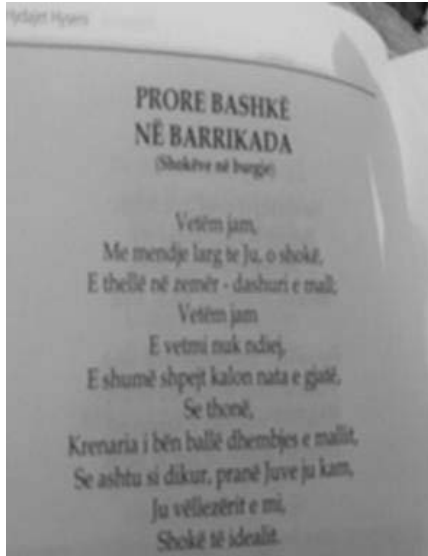 Hydajet Hyseni
PRORE BASHKË
NË BARRIKADA
(Shokëve në burgje)
Vetëm jam,
Me mendje larg te Ju, o shokë,
E thellë në zemër - dashuri e mall;
Vetëm jam
E vetmi nuk ndiej,
E shumë shpejt kalon nata e gjatë,
Se thonë,
Krenaria i bën ballë dhembjes e mallit,
Se ashtu si dikur, pranë Juve ju kam,
Ju vëllezërit e mi,
Shokë të idealit.